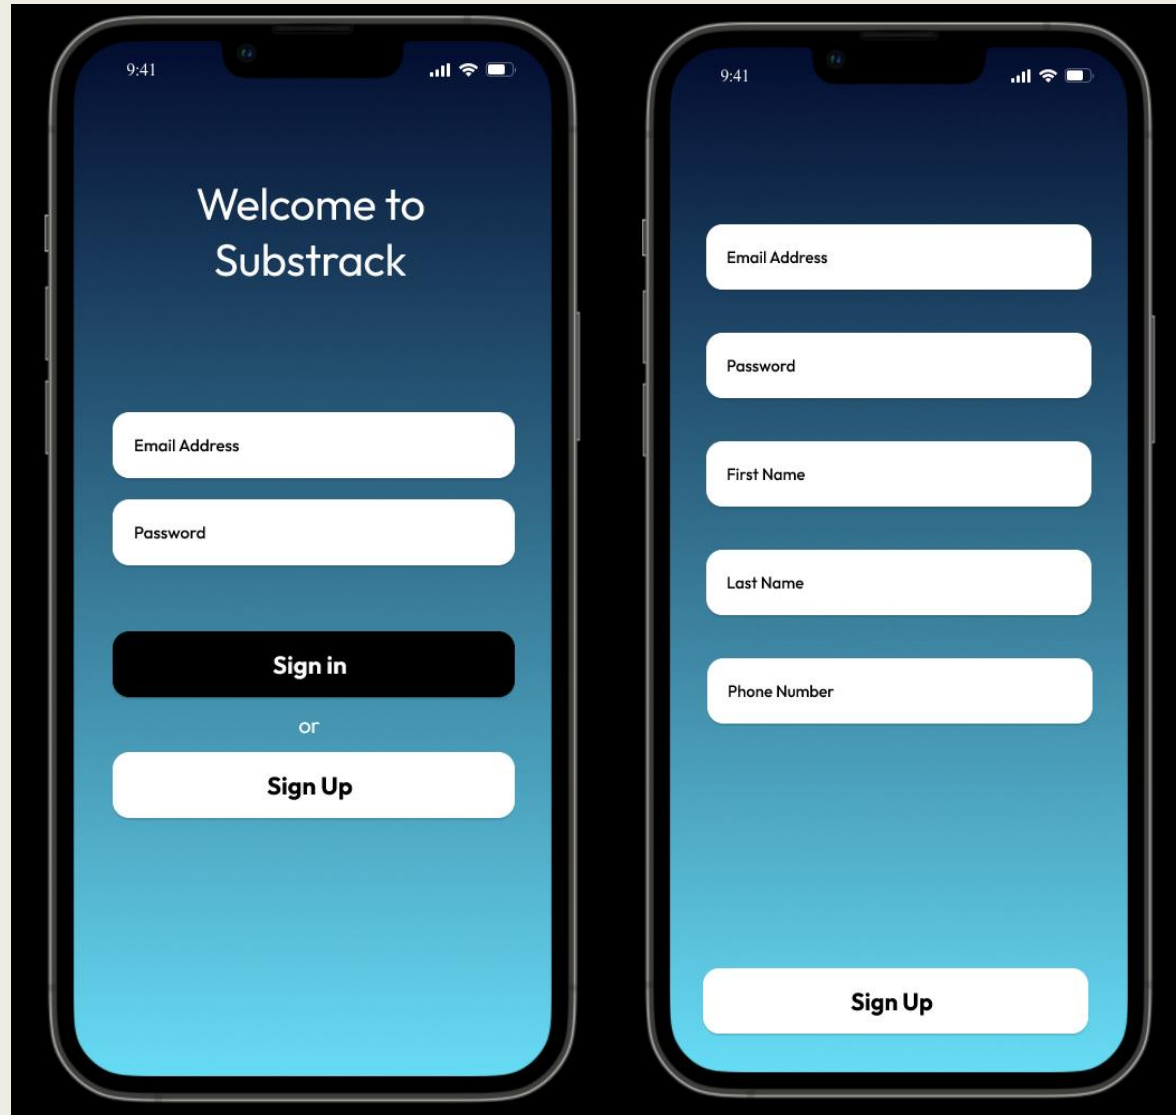 9:41
Welcome to
Substrack
Email Address
Password
Sign in
or
Sign Up
9:41
Email Address
Password
First Name
Last Name
Phone Number
Sign Up